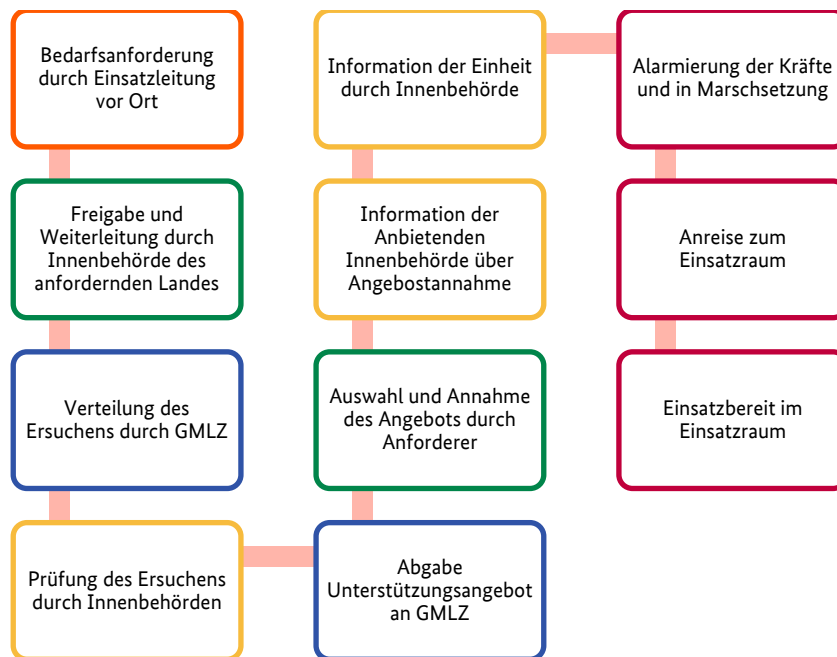 Bedarfsanforderung
durch Einsatzleitung
vor Ort
Freigabe und
Weiterleitung durch
Innenbehörde des
anfordernden Landes
Verteilung des
Ersuchens durch GMLZ
Prüfung des Ersuchens
durch Innenbehörden
Abgabe
Unterstützungsangebot
an GMLZ
Auswahl und Annahme
des Angebots durch
Anforderer
Information der
Anbietenden
Innenbehörde über
Angebotannahme
Information der Einheit
durch Innenbehörde
Alarmierung der Kräfte
und in Marschsetzung
Anreise zum
Einsatzraum
Einsatzbereit im
Einsatzraum